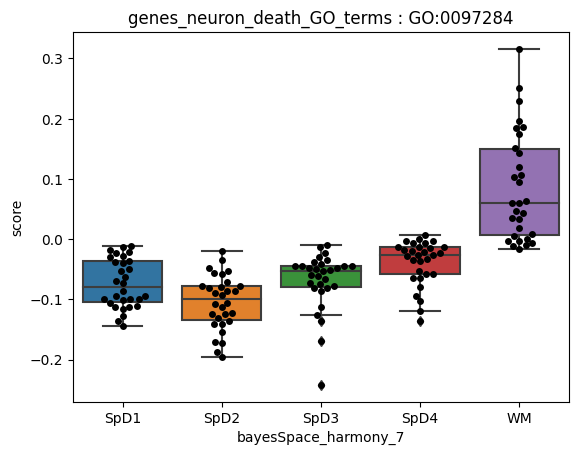 genes_neuron_death_GO_terms : GO:0097284
score
0.3
0.2
0.1
0.0
−0.1
−0.2
SpD1 SpD2 SpD3 SpD4 WM
bayesSpace_harmony_7